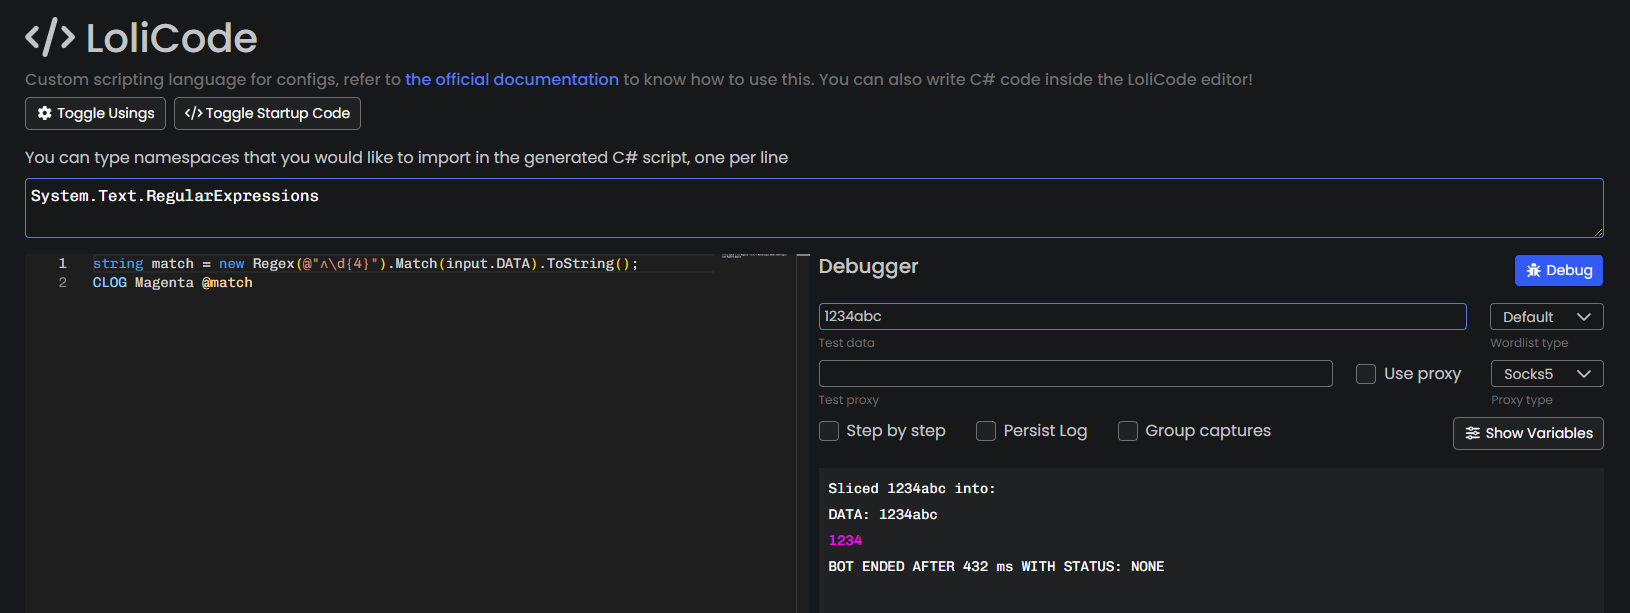 </> LoliCode
Custom scripting language for configs, refer to the official documentation to know how to use this. You can also write C# code inside the LoliCode editor!
Toggle Usings
</> Toggle Startup Code
You can type namespaces that you would like to import in the generated C# script, one per line
System.Text.RegularExpressions
1 string match = new Regex(@"^\d{4}").Match(input.DATA).ToString();
2 CLOG Magenta @match
Debugger
Debug
1234abc
Default
Test data
Wordlist type
Use proxy
Socks5
Test proxy
Proxy type
Step by step
Persist Log
Group captures
Show Variables
Sliced 1234abc into:
DATA: 1234abc
1234
BOT ENDED AFTER 432 ms WITH STATUS: NONE